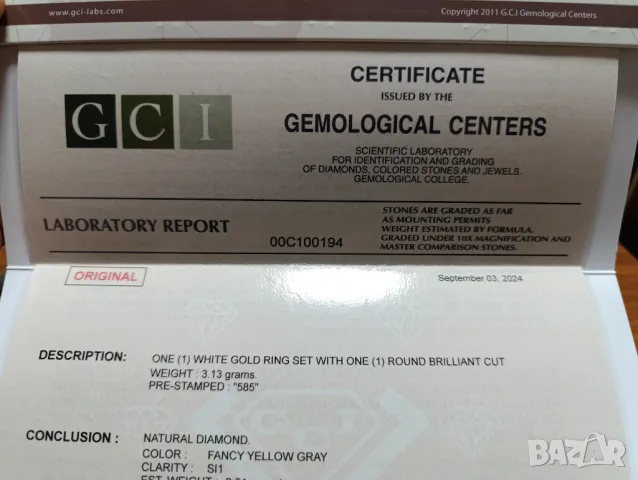 www.gci-labs.com
Copyright 2011 G.C.I Gemological Centers
GCI
CERTIFICATE
ISSUED BY THE
GEMOLOGICAL CENTERS
SCIENTIFIC LABORATORY
FOR IDENTIFICATION AND GRADING
OF DIAMONDS, COLORED STONES AND JEWELS.
GEMOLOGICAL COLLEGE.
LABORATORY REPORT
00C100194
STONES ARE GRADED AS FAR
AS MOUNTING PERMITS
WEIGHT ESTIMATED BY FORMULA.
GRADED UNDER 10X MAGNIFICATION AND
MASTER COMPARISON STONES.
ORIGINAL
September 03, 2024
DESCRIPTION: ONE (1) WHITE GOLD RING SET WITH ONE (1) ROUND BRILLIANT CUT
WEIGHT : 3.13 grams.
PRE-STAMPED : "585"
CONCLUSION : NATURAL DIAMOND.
COLOR : FANCY YELLOW GRAY
CLARITY : SI1
EST. WEIGHT :
GCI
bazar.bg